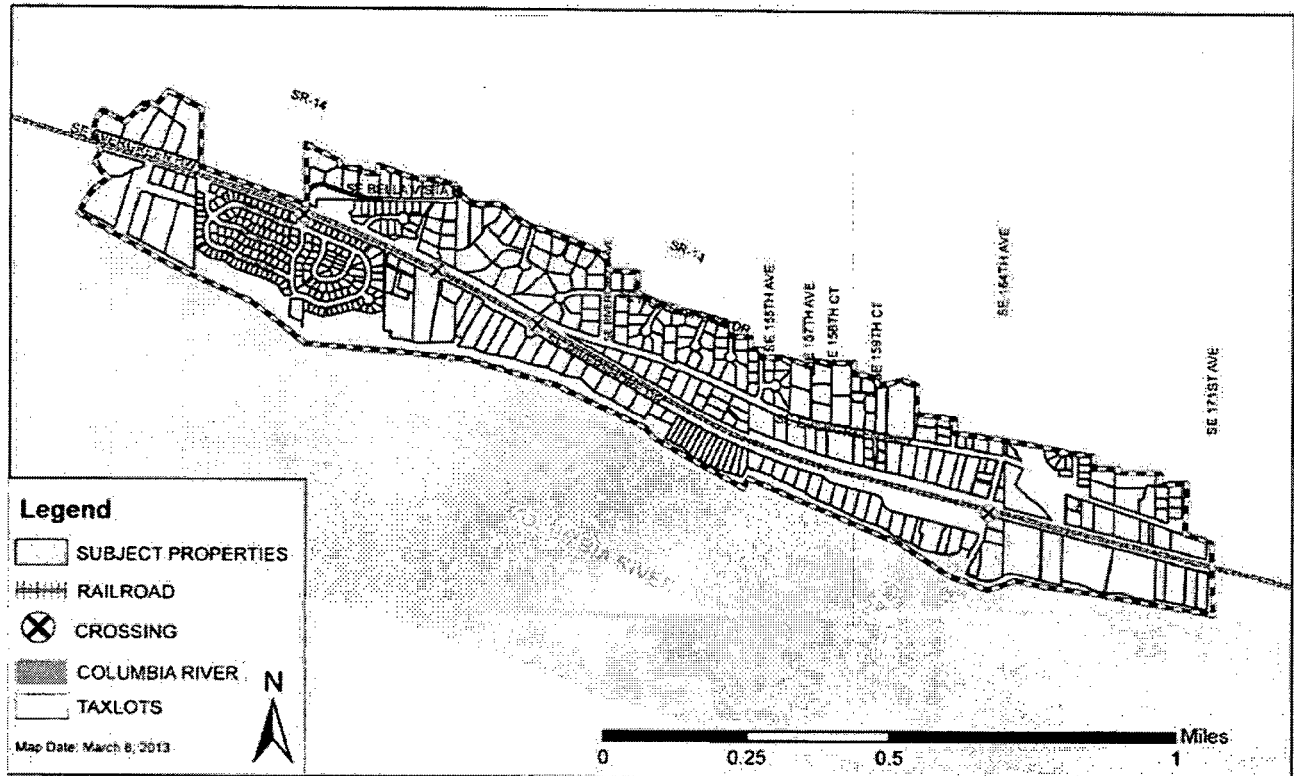 SR-14
SE EVERGREEN
SE BELLA VISTA
SR-14
SE 155TH AVE
SE 157TH AVE
SE 158TH CT
SE 159TH CT
SE 164TH AVE
SE 171ST AVE
COLUMBIA RIVER
Legend
SUBJECT PROPERTIES
RAILROAD
CROSSING
COLUMBIA RIVER
TAXLOTS
N
Map Date: March 8, 2013
Miles
0 0.25 0.5 1